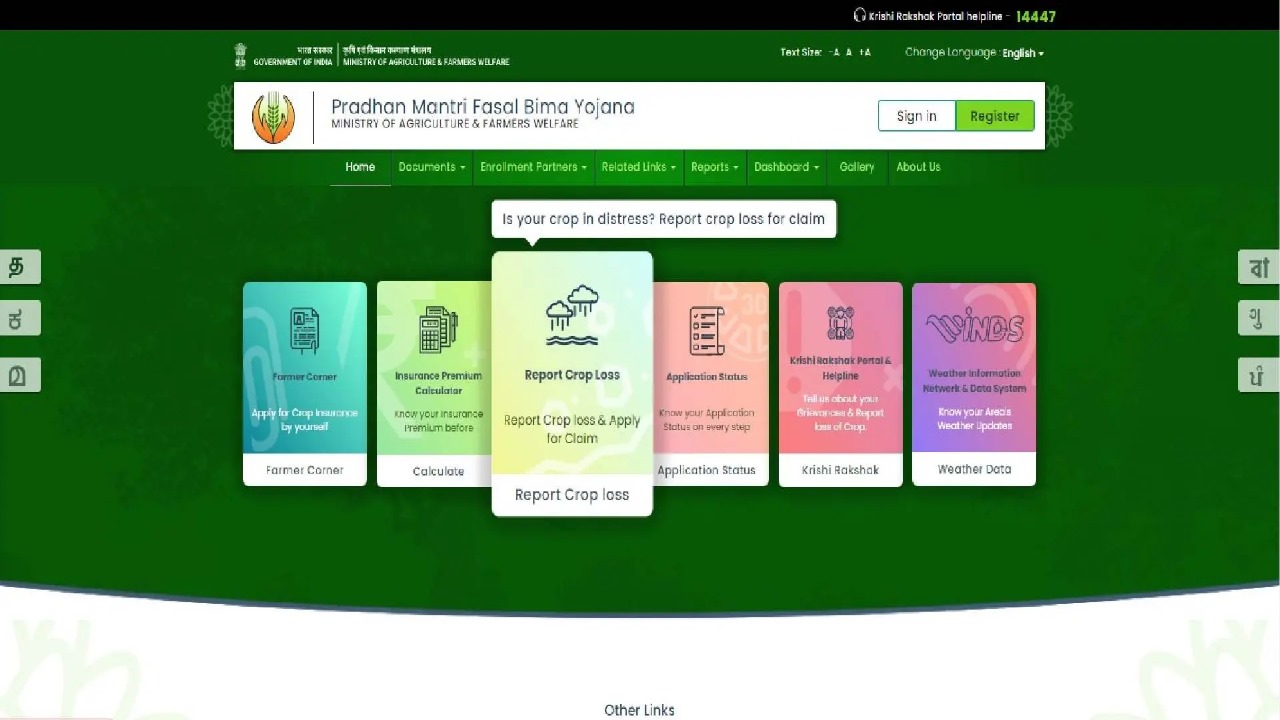 Krishi Rakshak Portal helpline - 14447
भारत सरकार
GOVERNMENT OF INDIA
कृषि एवं किसान कल्याण मंत्रालय
MINISTRY OF AGRICULTURE & FARMERS WELFARE
Text Size: -A A +A
Change Language : English
Pradhan Mantri Fasal Bima Yojana
MINISTRY OF AGRICULTURE & FARMERS WELFARE
Sign in
Register
Home
Documents
Enrollment Partners
Related Links
Reports
Dashboard
Gallery
About Us
Is your crop in distress? Report crop loss for claim
த
ಕ
മ
Farmer Corner
Apply for Crop Insurance
by yourself
Farmer Corner
Insurance Premium
Calculator
Know your insurance
Premium before
Calculate
Report Crop Loss
Report Crop loss & Apply
for Claim
Report Crop loss
Application Status
Know your Application
Status on every step
Application Status
Krishi Rakshak Portal &
Helpline
Tell us about your
Grievances & Report
loss of Crop.
Krishi Rakshak
WINDS
Weather Information
Network & Data System
Know your Area's
Weather Updates
Weather Data
বা
ગુ
ਪੰ
Other Links